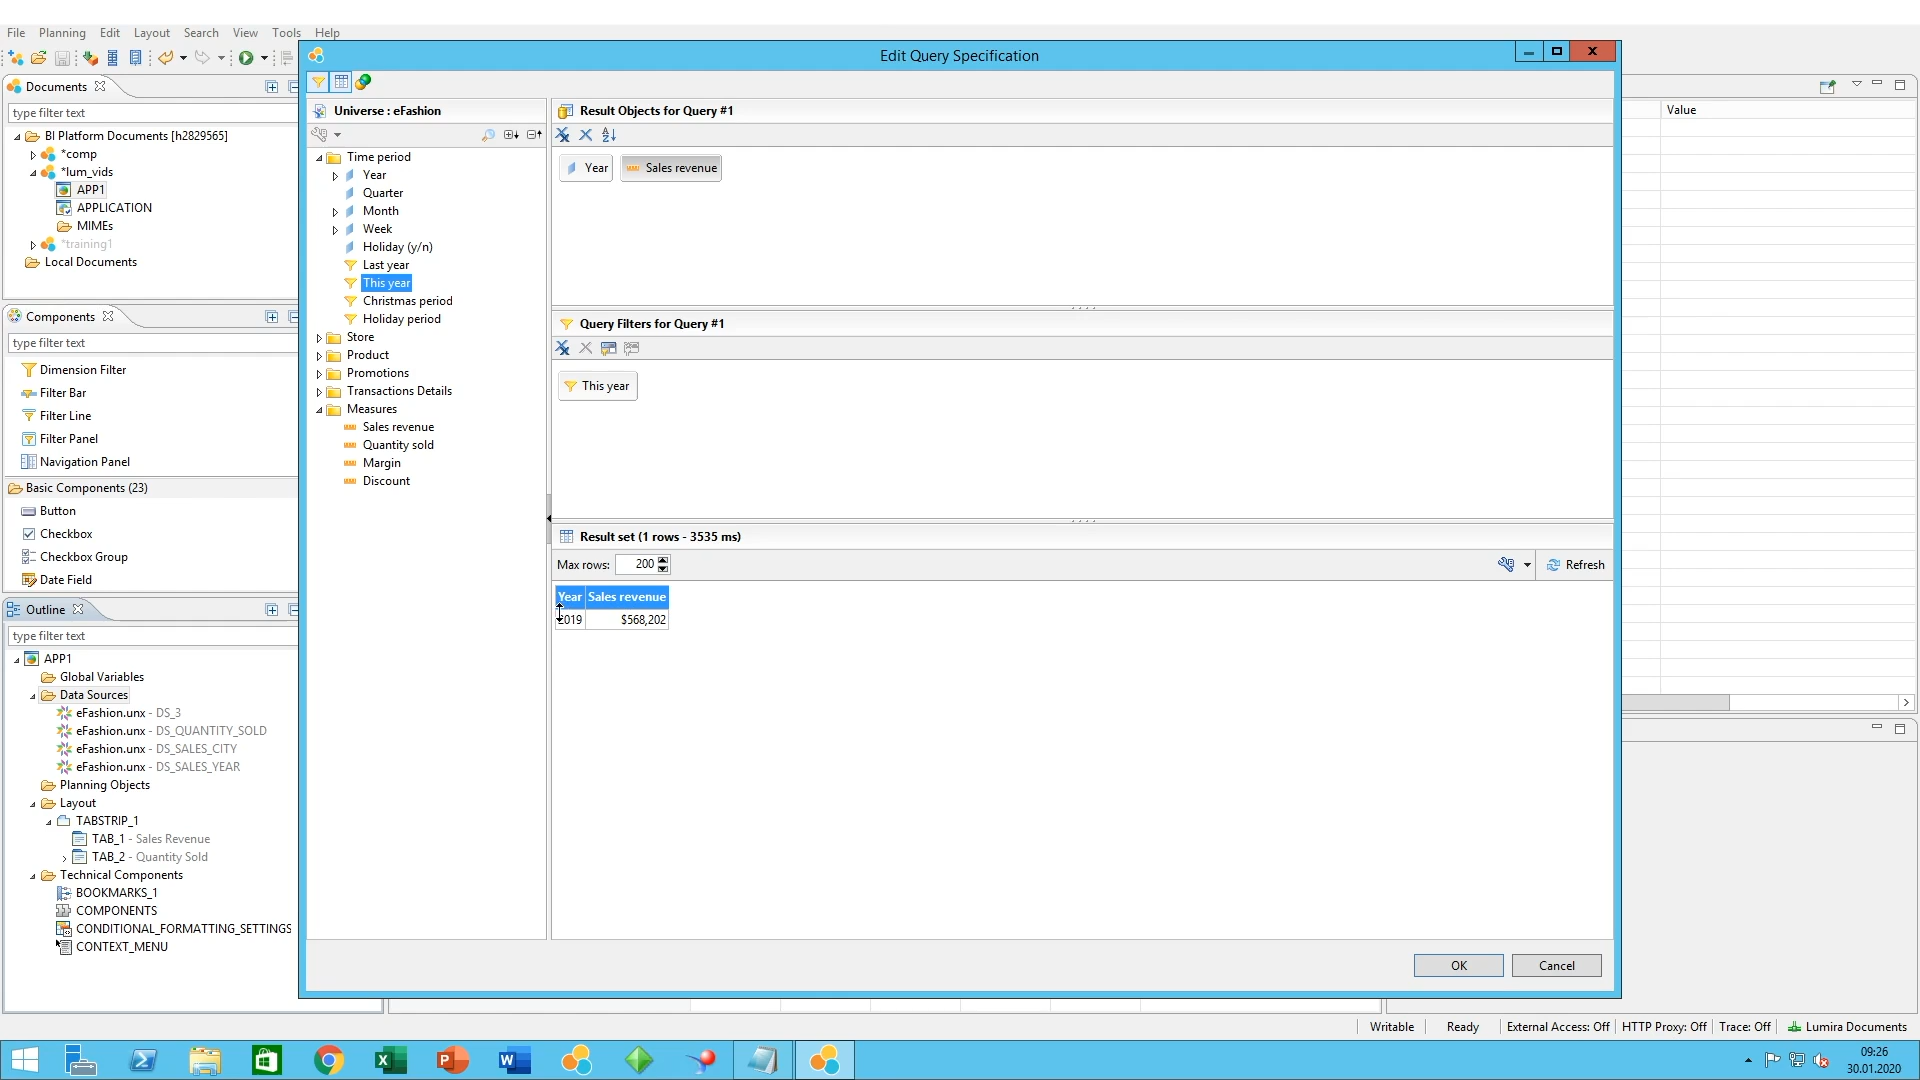 File Planning Edit Layout Search View Tools Help
Edit Query Specification
Documents
type filter text
BI Platform Documents [h2829565]
*comp
*lum_vids
APP1
APPLICATION
MIMEs
*training1
Local Documents
Components
type filter text
Dimension Filter
Filter Bar
Filter Line
Filter Panel
Navigation Panel
Basic Components (23)
Button
Checkbox
Checkbox Group
Date Field
Outline
type filter text
APP1
Global Variables
Data Sources
eFashion.unx - DS_3
eFashion.unx - DS_QUANTITY_SOLD
eFashion.unx - DS_SALES_CITY
eFashion.unx - DS_SALES_YEAR
Planning Objects
Layout
TABSTRIP_1
TAB_1 - Sales Revenue
TAB_2 - Quantity Sold
Technical Components
BOOKMARKS_1
COMPONENTS
CONDITIONAL_FORMATTING_SETTINGS
CONTEXT_MENU
Universe : eFashion
Time period
Year
Quarter
Month
Week
Holiday (y/n)
Last year
This year
Christmas period
Holiday period
Store
Product
Promotions
Transactions Details
Measures
Sales revenue
Quantity sold
Margin
Discount
Result Objects for Query #1
Year Sales revenue
Query Filters for Query #1
This year
Result set (1 rows - 3535 ms)
Max rows: 200 Refresh
Year Sales revenue
2019 $568,202
OK Cancel
Value
Writable Ready External Access: Off HTTP Proxy: Off Trace: Off Lumira Documents
09:26
30.01.2020